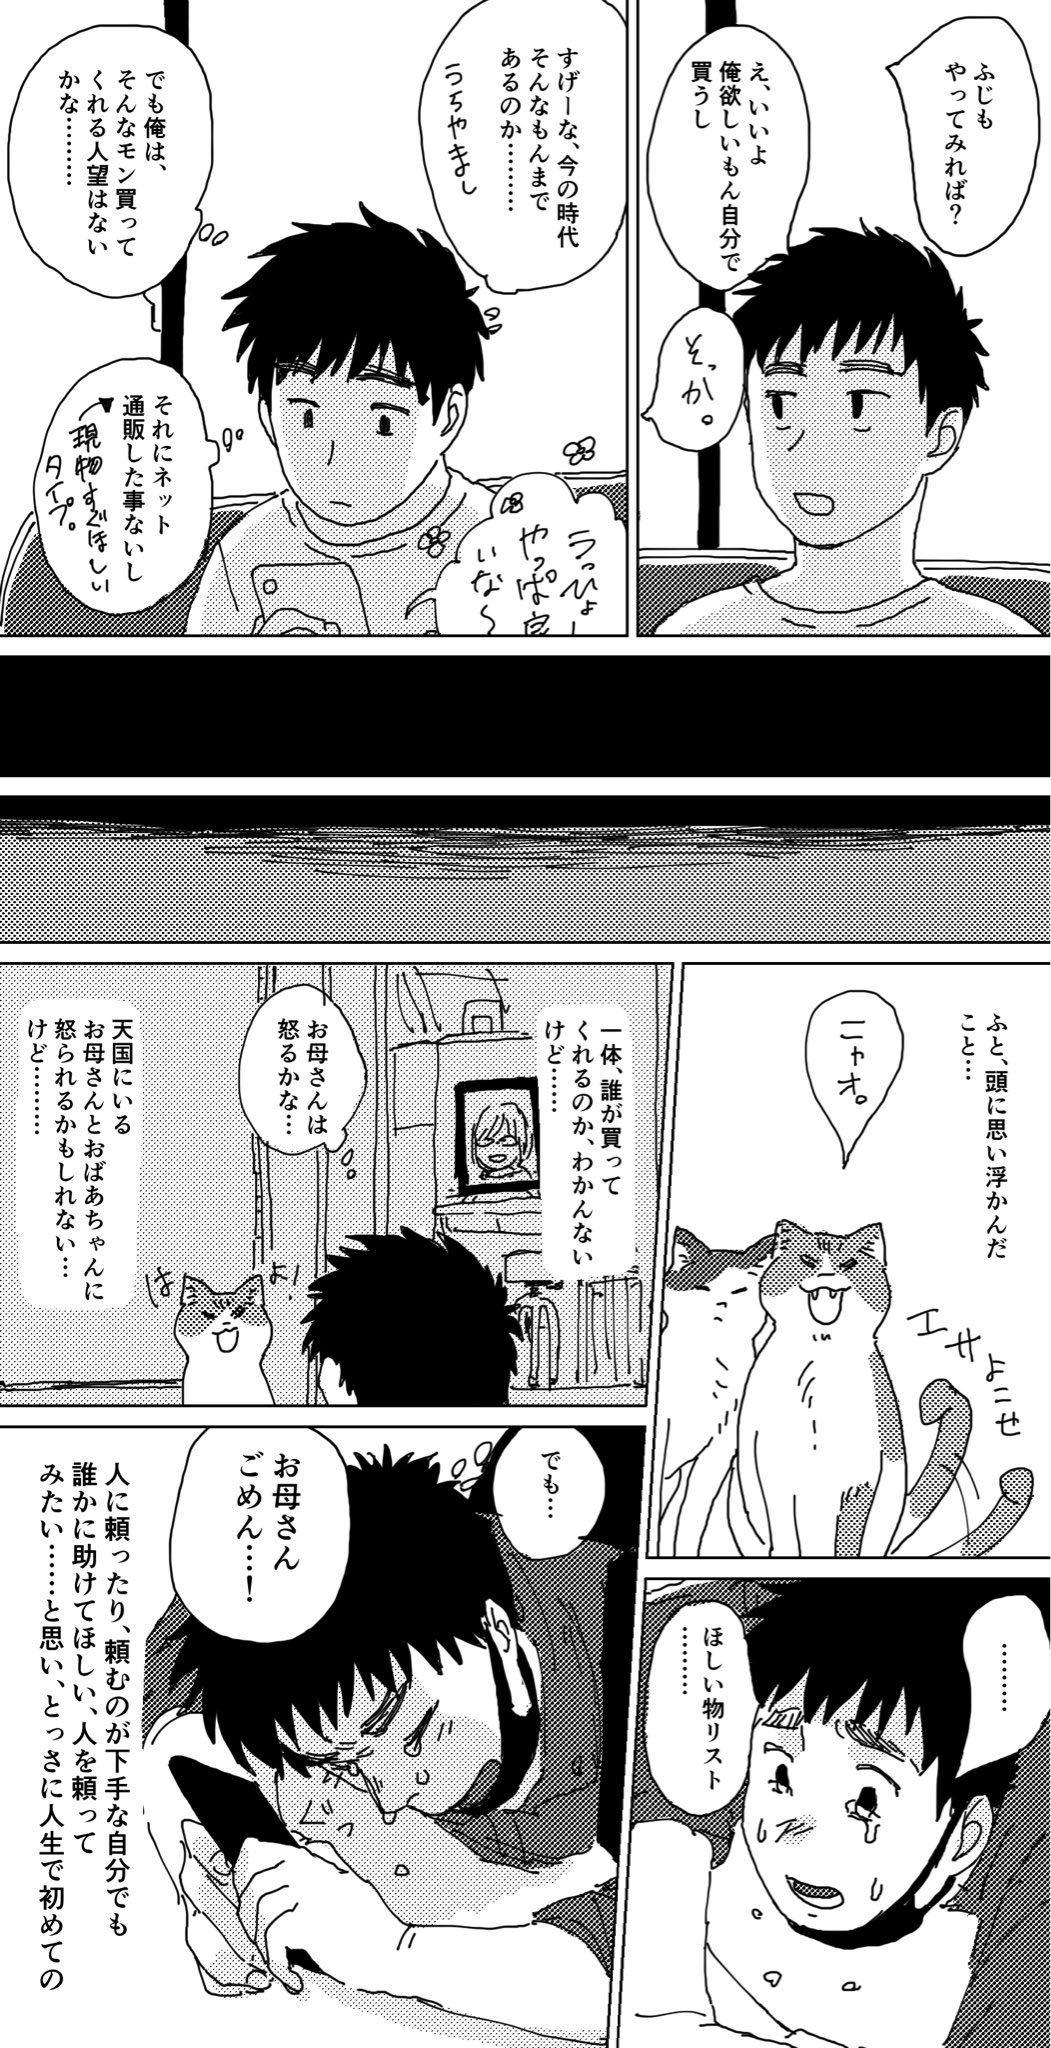 ふじも
やってみれば?
え、いいよ
俺欲しいもん自分で
買うし
そっか。
すげーな、今の時代
そんなもんまで
あるのか………
うらやまし
でも俺は、
そんなモン買って
くれる人望はない
かな………
それにネット
通販した事ないし
現物すぐほしい
タイプ。
うっひょー
やっぱ
いいな〜
ふと、頭に思い浮かんだ
こと…
ニャオ。
エサよこせ
一体、誰が買って
くれるのか、わかんない
けど……
お母さんは
怒るかな…
はよ!
天国にいる
お母さんとおばあちゃんに
怒られるかもしれない…
けど………
………
ほしい物リスト
………
でも…
お母さん
ごめん…!
ぐっ
人に頼ったり、頼むのが下手な自分でも
誰かに助けてほしい、人を頼って
みたい……と思い、とっさに人生で初めての